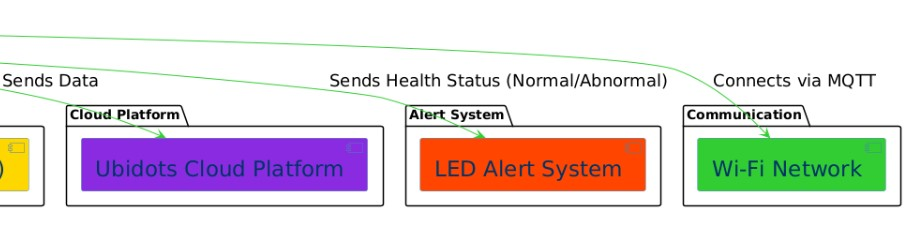 Sends Data
Sends Health Status (Normal/Abnormal)
Connects via MQTT
Cloud Platform
Alert System
Communication
)
Ubidots Cloud Platform
LED Alert System
Wi-Fi Network